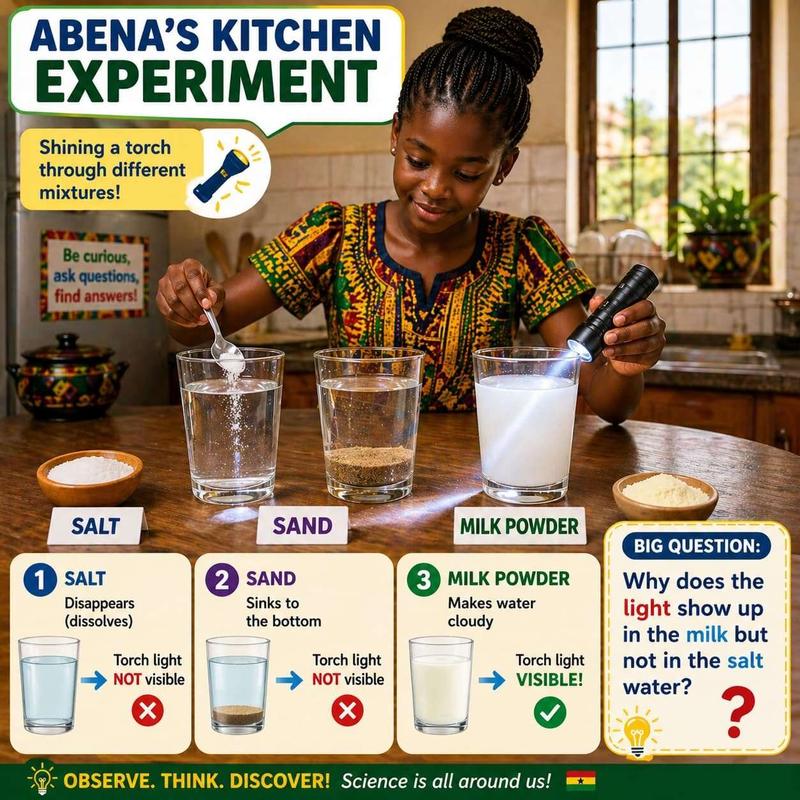 ABENA'S KITCHEN
EXPERIMENT
Shining a torch
through different
mixtures!
Be curious,
ask questions,
find answers!
SALT
SAND
MILK POWDER
1 SALT
Disappears
(dissolves)
Torch light
NOT visible
2 SAND
Sinks to
the bottom
Torch light
NOT visible
3 MILK POWDER
Makes water
cloudy
Torch light
VISIBLE!
BIG QUESTION:
Why does the
light show up
in the milk but
not in the salt
water?
?
OBSERVE. THINK. DISCOVER! Science is all around us!